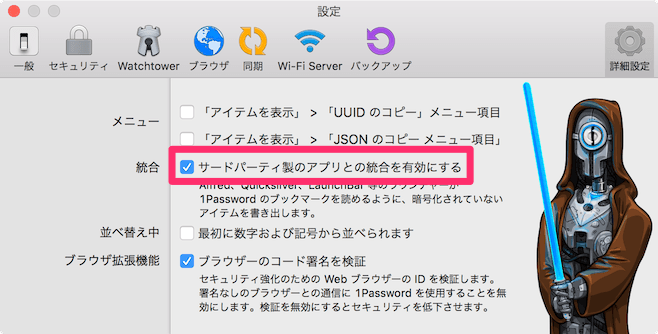 設定
一般
セキュリティ
Watchtower
ブラウザ
同期
Wi-Fi Server
バックアップ
詳細設定
メニュー
「アイテムを表示」 > 「UUID のコピー」メニュー項目
「アイテムを表示」 > 「JSON のコピー メニュー項目」
統合
サードパーティ製のアプリとの統合を有効にする
Alfred、Quicksilver、LaunchBar 等のランチャーが
1Password のブックマークを読めるように、暗号化されていない
アイテムを書き出します。
並べ替え中
最初に数字および記号から並べられます
ブラウザ拡張機能
ブラウザーのコード署名を検証
セキュリティ強化のための Web ブラウザーの ID を検証します。
署名なしのブラウザーとの通信に 1Password を使用することを無
効にします。検証を無効にするとセキュリティを低下させます。